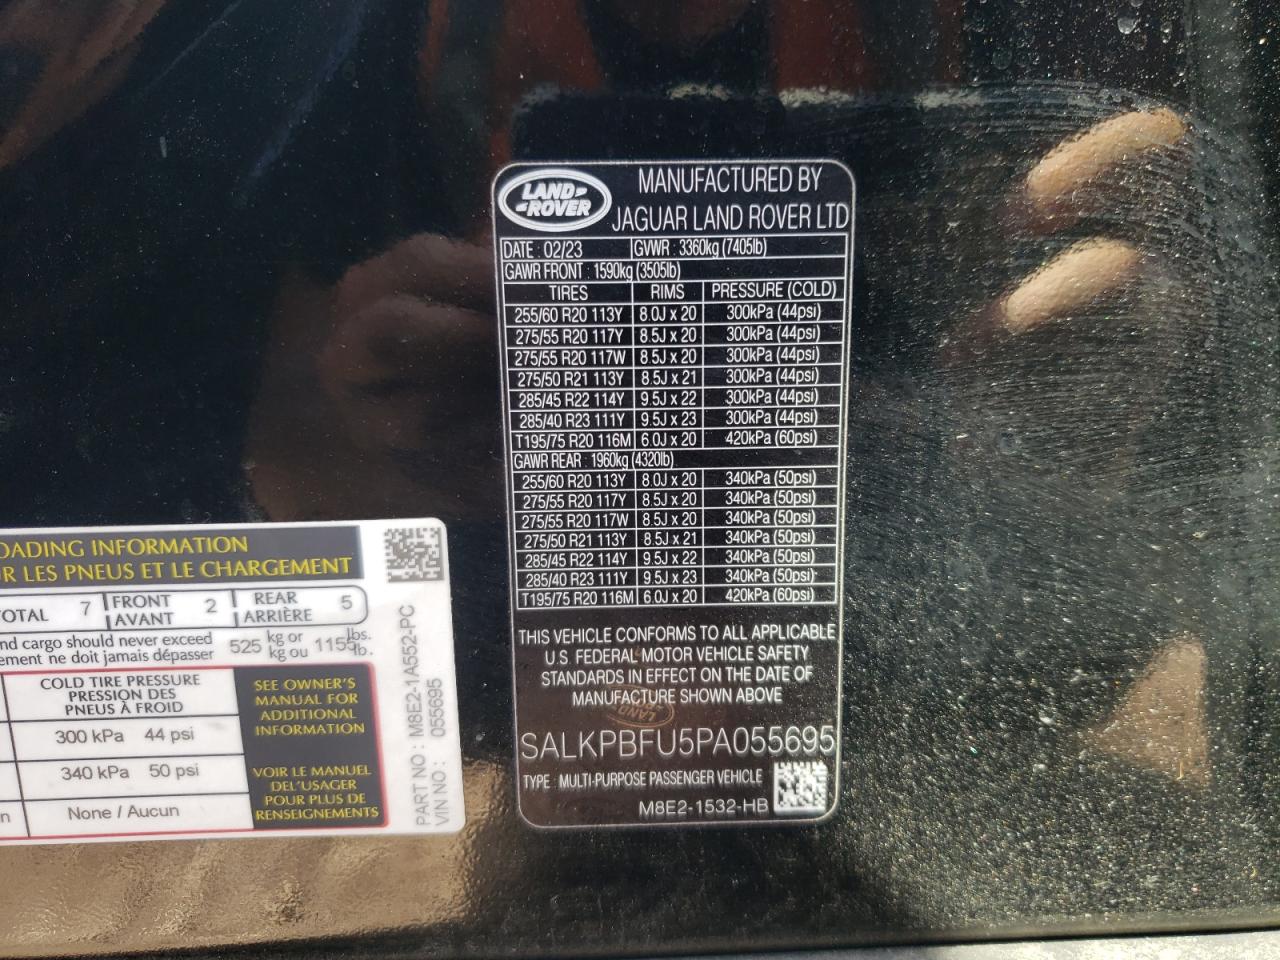 LAND-
-ROVER
MANUFACTURED BY
JAGUAR LAND ROVER LTD
DATE : 02/23 GVWR : 3360kg (7405lb)
GAWR FRONT : 1590kg (3505lb)
TIRES RIMS PRESSURE (COLD)
255/60 R20 113Y 8.0J x 20 300kPa (44psi)
275/55 R20 117Y 8.5J x 20 300kPa (44psi)
275/55 R20 117W 8.5J x 20 300kPa (44psi)
275/50 R21 113Y 8.5J x 21 300kPa (44psi)
285/45 R22 114Y 9.5J x 22 300kPa (44psi)
285/40 R23 111Y 9.5J x 23 300kPa (44psi)
T195/75 R20 116M 6.0J x 20 420kPa (60psi)
GAWR REAR : 1960kg (4320lb)
255/60 R20 113Y 8.0J x 20 340kPa (50psi)
275/55 R20 117Y 8.5J x 20 340kPa (50psi)
275/55 R20 117W 8.5J x 20 340kPa (50psi)
275/50 R21 113Y 8.5J x 21 340kPa (50psi)
285/45 R22 114Y 9.5J x 22 340kPa (50psi)
285/40 R23 111Y 9.5J x 23 340kPa (50psi)
T195/75 R20 116M 6.0J x 20 420kPa (60psi)
THIS VEHICLE CONFORMS TO ALL APPLICABLE
U.S. FEDERAL MOTOR VEHICLE SAFETY
STANDARDS IN EFFECT ON THE DATE OF
MANUFACTURE SHOWN ABOVE
SALKPBFU5PA055695
TYPE : MULTI-PURPOSE PASSENGER VEHICLE
M8E2-1532-HB
OADING INFORMATION
R LES PNEUS ET LE CHARGEMENT
TOTAL 7 FRONT AVANT 2 REAR ARRIÈRE 5
nd cargo should never exceed 525 kg or 1155 lbs.
ement ne doit jamais dépasser kg ou lb.
COLD TIRE PRESSURE
PRESSION DES
PNEUS À FROID
300 kPa 44 psi
340 kPa 50 psi
None / Aucun
SEE OWNER'S
MANUAL FOR
ADDITIONAL
INFORMATION
VOIR LE MANUEL
DEL'USAGER
POUR PLUS DE
RENSEIGNEMENTS
PART NO : M8E2-1A552-PC
VIN NO : 055695